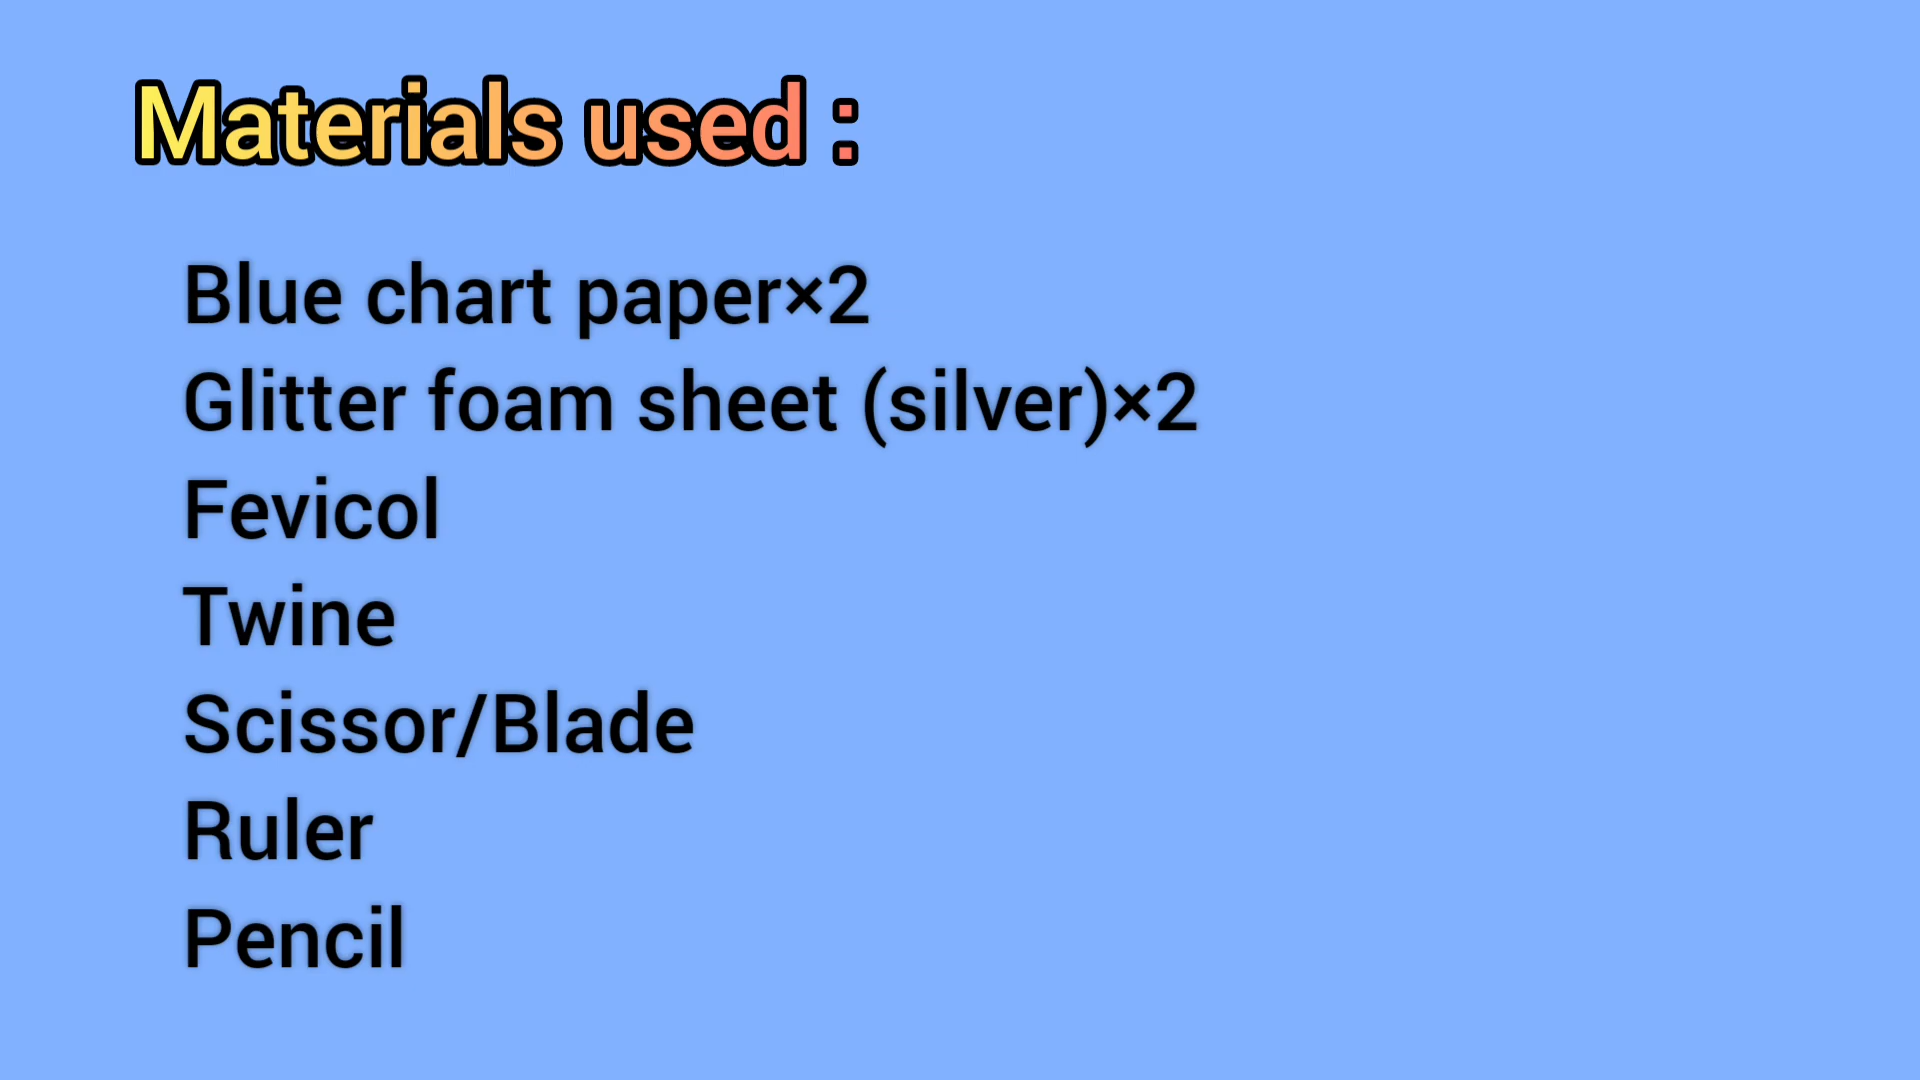 Materials used :
Blue chart paper×2
Glitter foam sheet (silver)×2
Fevicol
Twine
Scissor/Blade
Ruler
Pencil